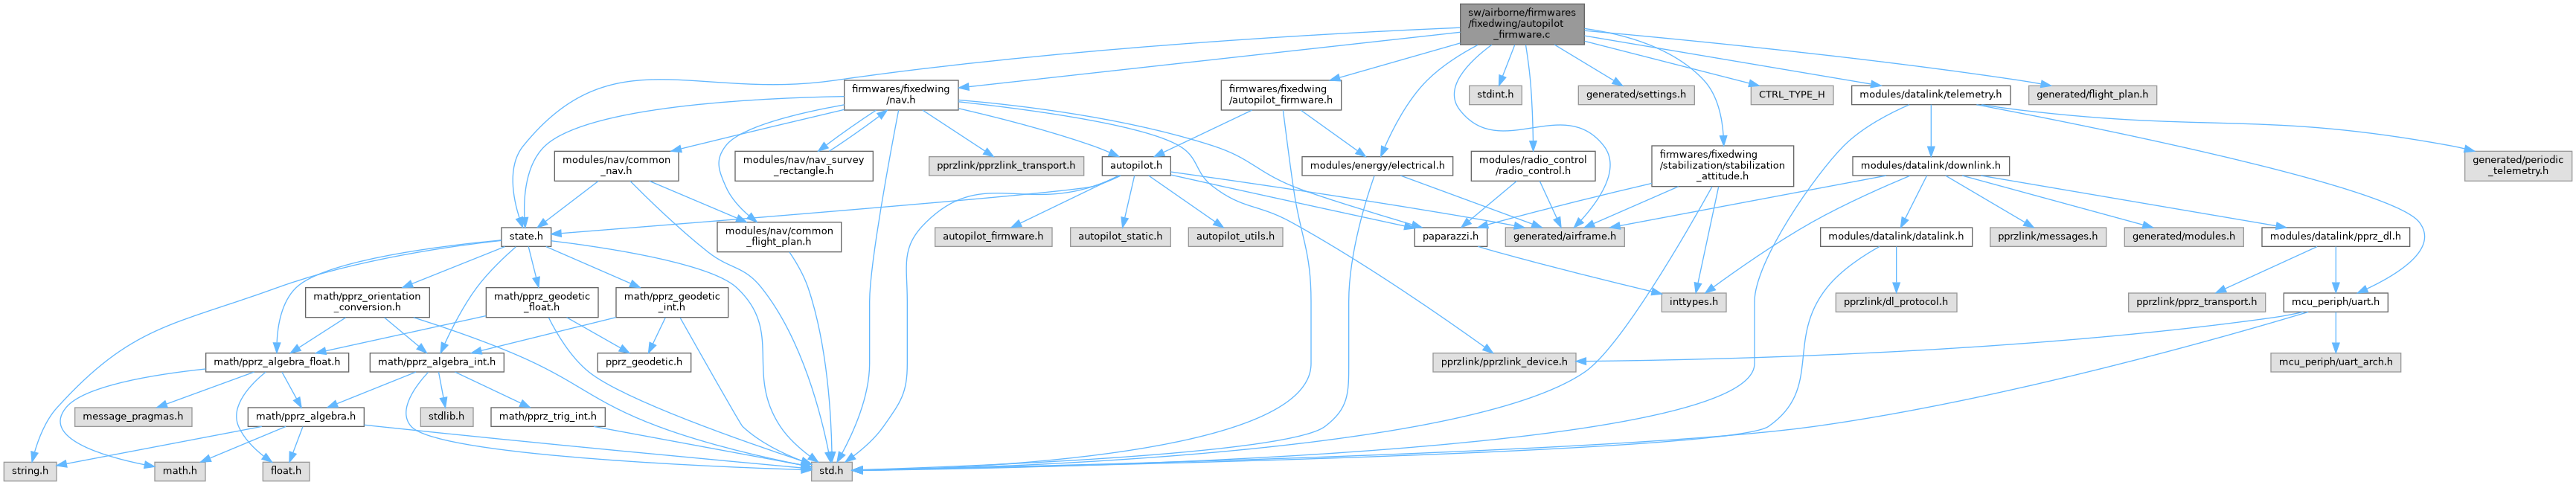 sw/airborne/firmwares
/fixedwing/autopilot
_firmware.c
firmwares/fixedwing
/nav.h
firmwares/fixedwing
/autopilot_firmware.h
stdint.h
generated/settings.h
CTRL_TYPE_H
modules/datalink/telemetry.h
generated/flight_plan.h
modules/nav/common
_nav.h
modules/nav/nav_survey
_rectangle.h
pprzlink/pprzlink_transport.h
autopilot.h
modules/energy/electrical.h
modules/radio_control
/radio_control.h
firmwares/fixedwing
/stabilization/stabilization
_attitude.h
modules/datalink/downlink.h
generated/periodic
_telemetry.h
state.h
modules/nav/common
_flight_plan.h
autopilot_firmware.h
autopilot_static.h
autopilot_utils.h
paparazzi.h
generated/airframe.h
modules/datalink/datalink.h
pprzlink/messages.h
generated/modules.h
modules/datalink/pprz_dl.h
math/pprz_orientation
_conversion.h
math/pprz_geodetic
_float.h
math/pprz_geodetic
_int.h
inttypes.h
pprzlink/dl_protocol.h
pprzlink/pprz_transport.h
mcu_periph/uart.h
math/pprz_algebra_float.h
math/pprz_algebra_int.h
pprz_geodetic.h
pprzlink/pprzlink_device.h
mcu_periph/uart_arch.h
message_pragmas.h
math/pprz_algebra.h
stdlib.h
math/pprz_trig_int.h
string.h
math.h
float.h
std.h